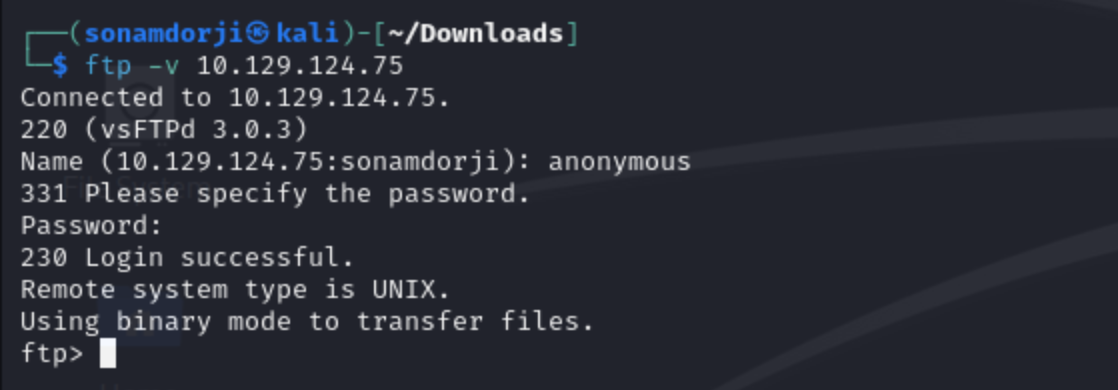 ┌──(sonamdorji㉿kali)-[~/Downloads]
└─$ ftp -v 10.129.124.75
Connected to 10.129.124.75.
220 (vsFTPd 3.0.3)
Name (10.129.124.75:sonamdorji): anonymous
331 Please specify the password.
Password:
230 Login successful.
Remote system type is UNIX.
Using binary mode to transfer files.
ftp>